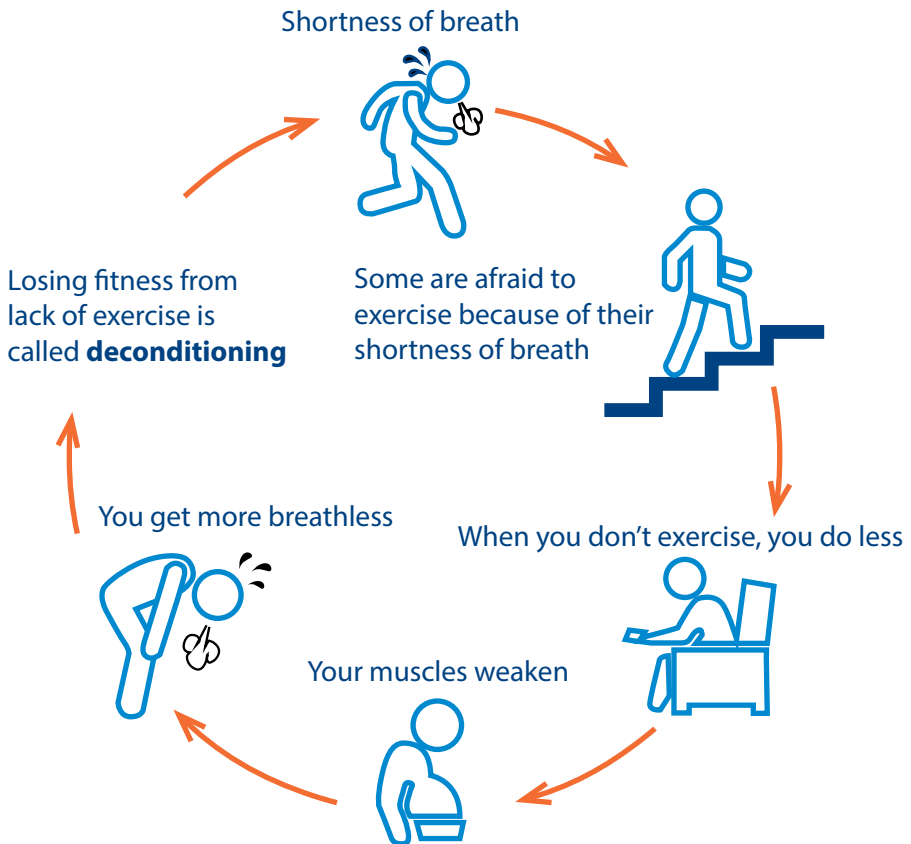 Shortness of breath
Some are afraid to
exercise because of their
shortness of breath
When you don’t exercise, you do less
Your muscles weaken
You get more breathless
Losing fitness from
lack of exercise is
called deconditioning